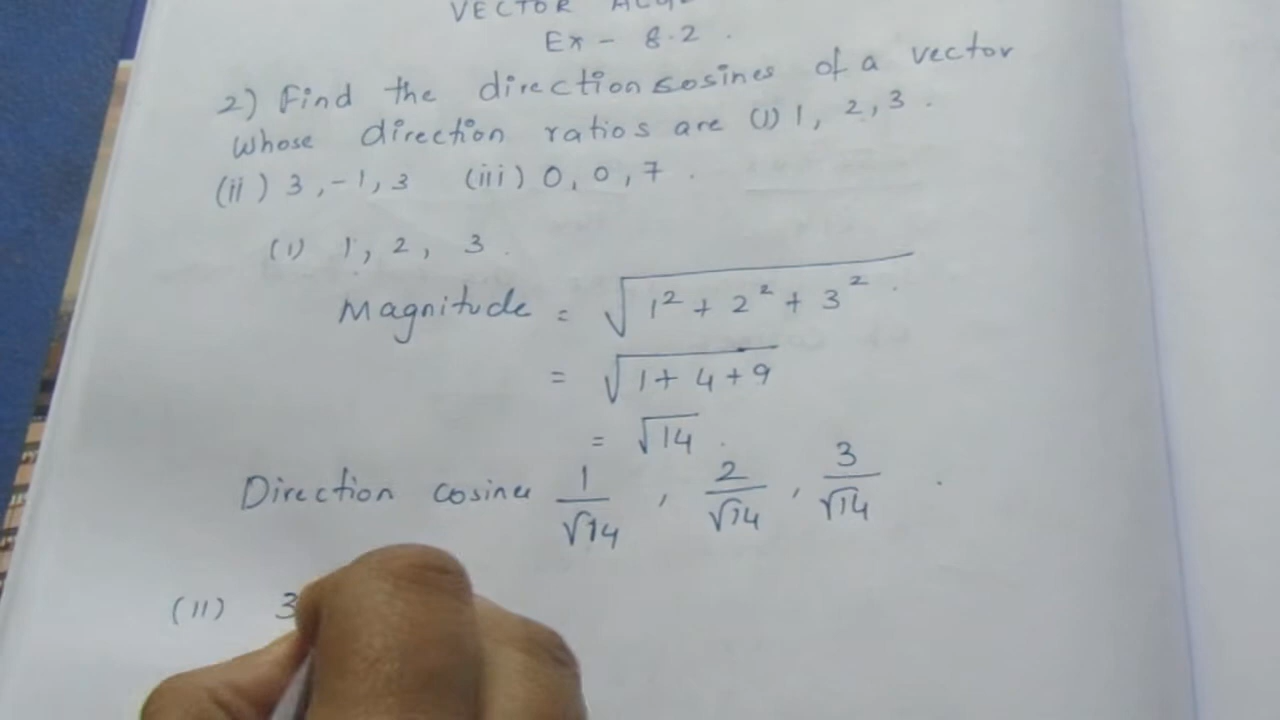 VECTOR
Ex - 8.2 .
2) Find the direction cosines of a vector
whose direction ratios are (i) 1, 2, 3 .
(ii) 3, -1, 3 (iii) 0, 0, 7 .
(i) 1, 2, 3 .
Magnitude = √(1² + 2² + 3²) .
= √(1 + 4 + 9)
= √14 .
Direction cosines 1/√14 , 2/√14 , 3/√14 .
(ii) 3